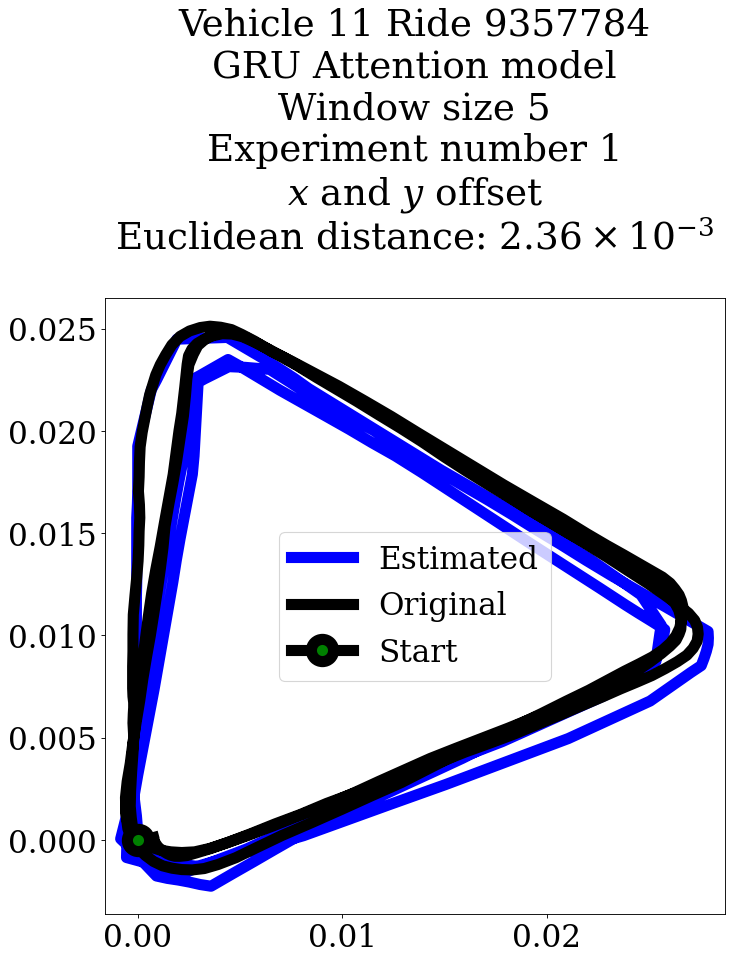 Vehicle 11 Ride 9357784
GRU Attention model
Window size 5
Experiment number 1
x and y offset
Euclidean distance: 2.36 × 10⁻³
0.025
0.020
0.015
0.010
0.005
0.000
Estimated
Original
Start
0.00 0.01 0.02